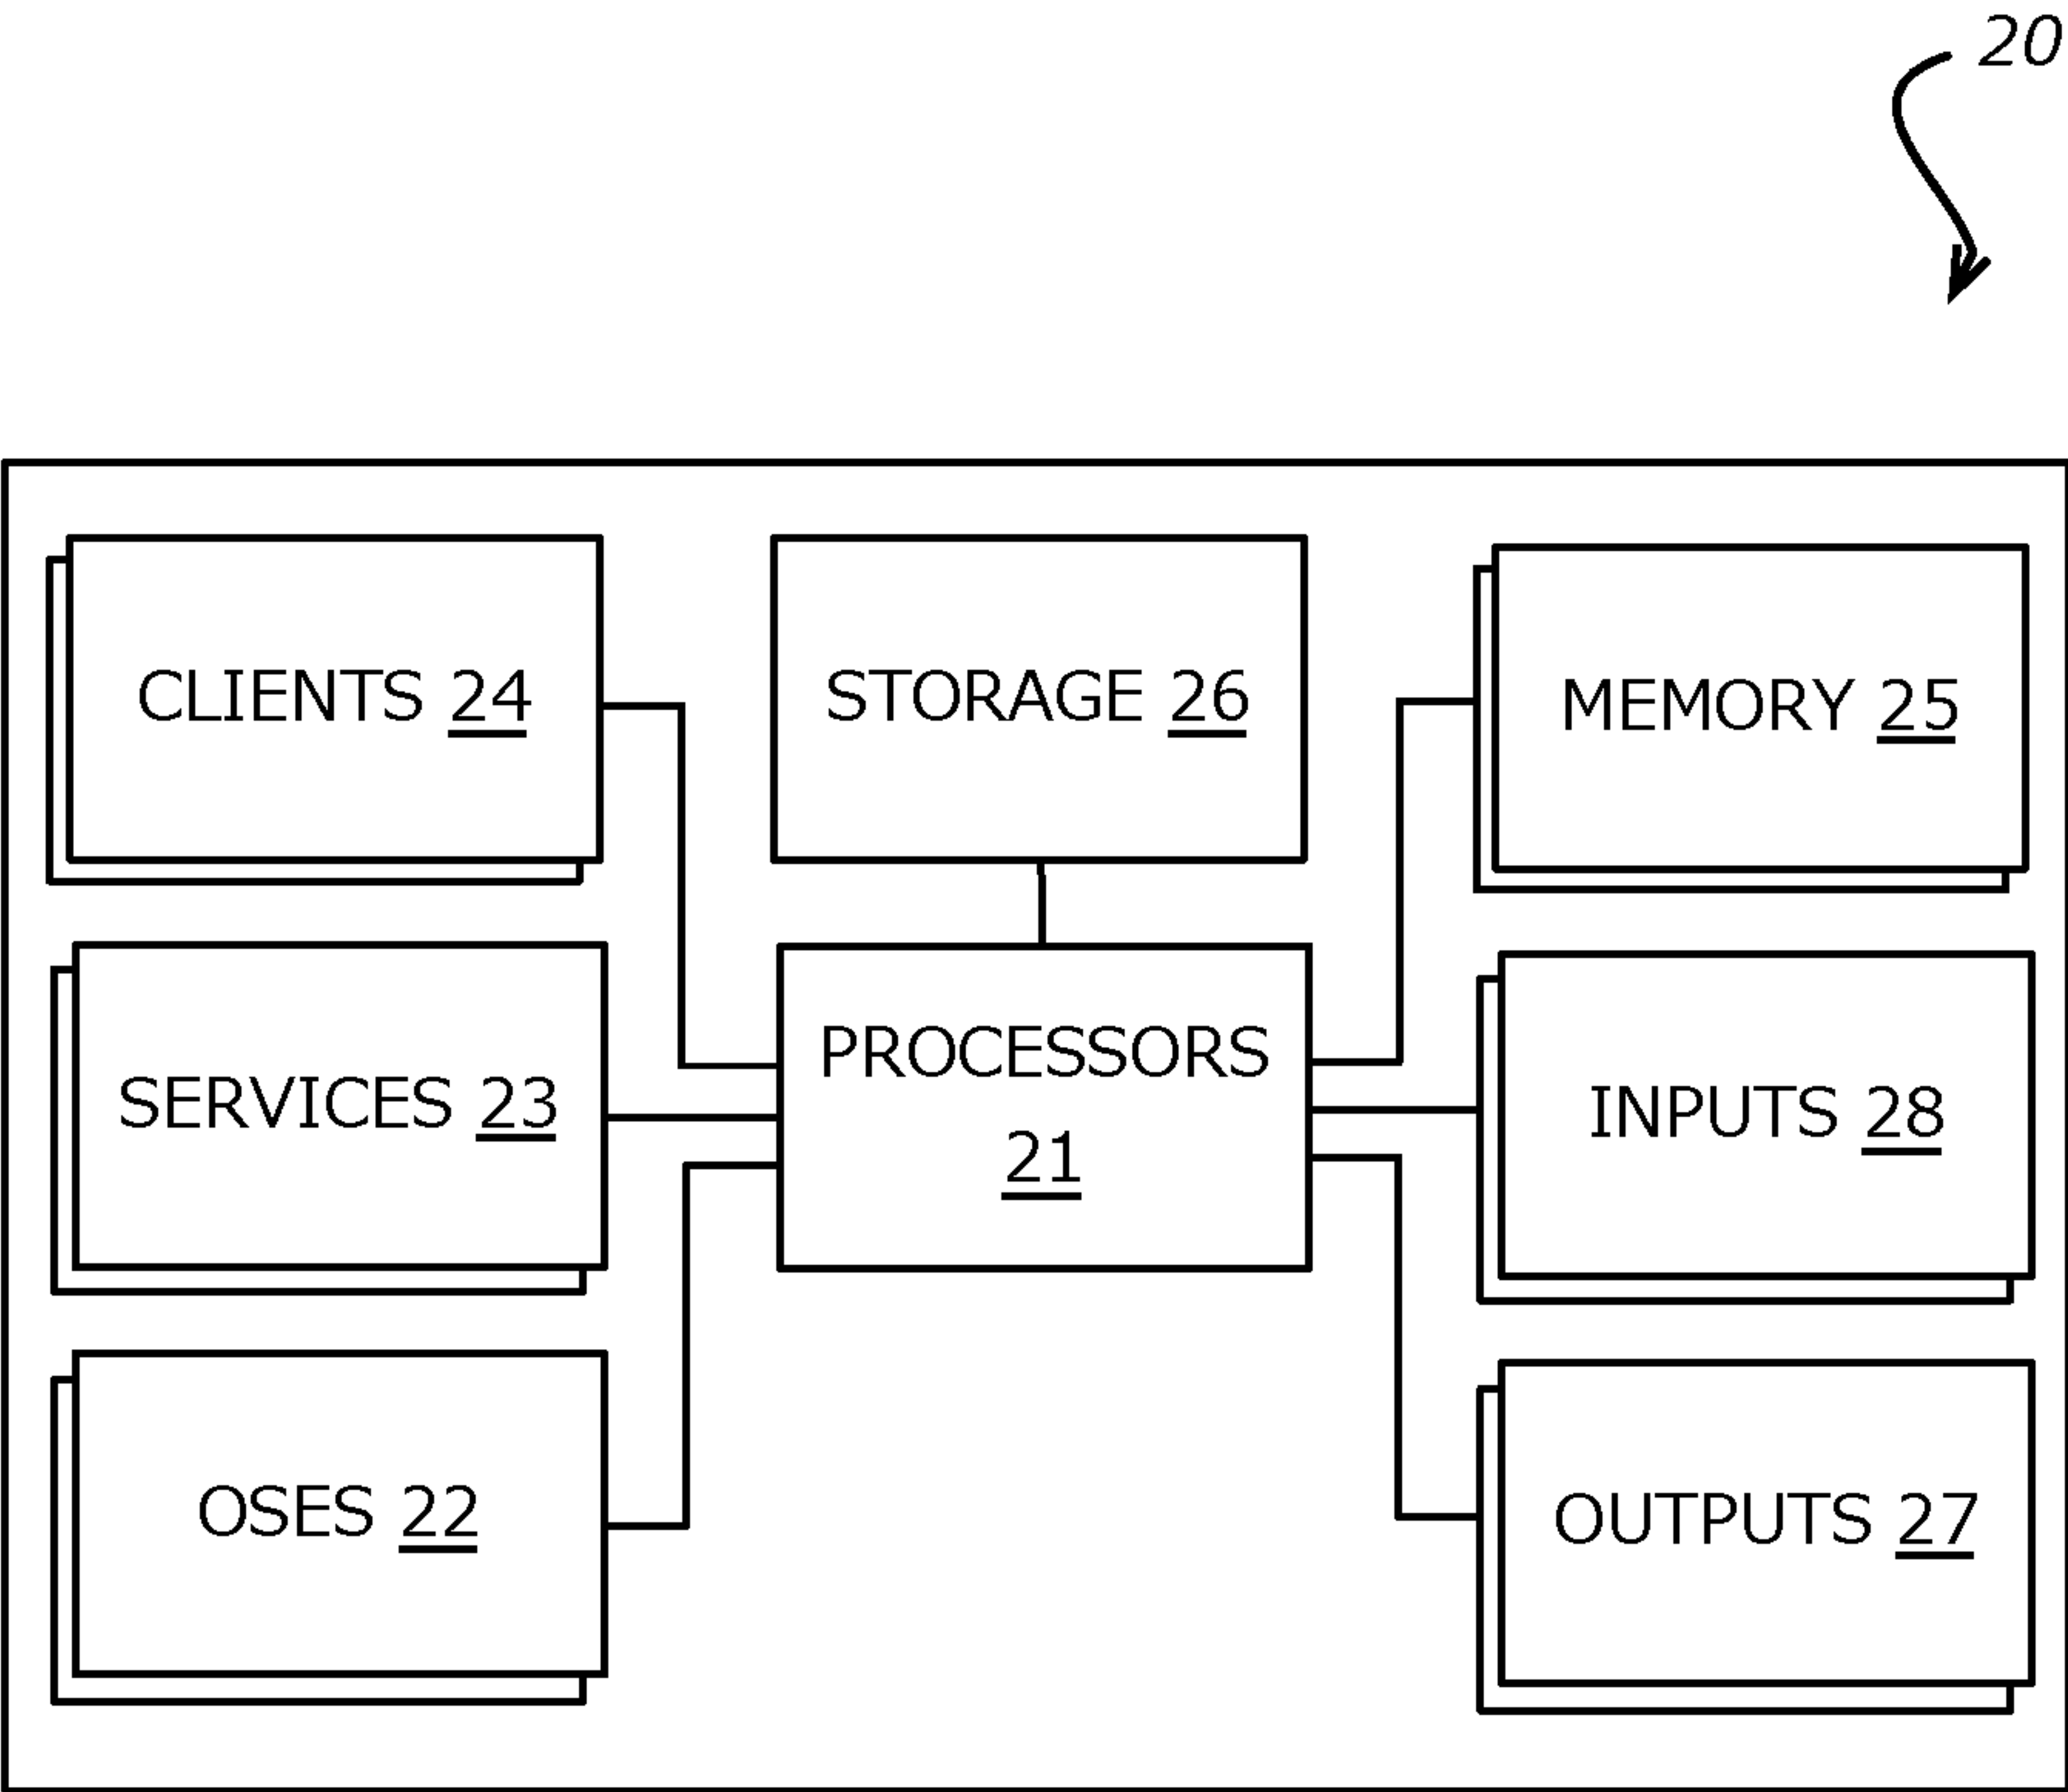 20
CLIENTS 24
STORAGE 26
MEMORY 25
SERVICES 23
PROCESSORS
21
INPUTS 28
OSES 22
OUTPUTS 27